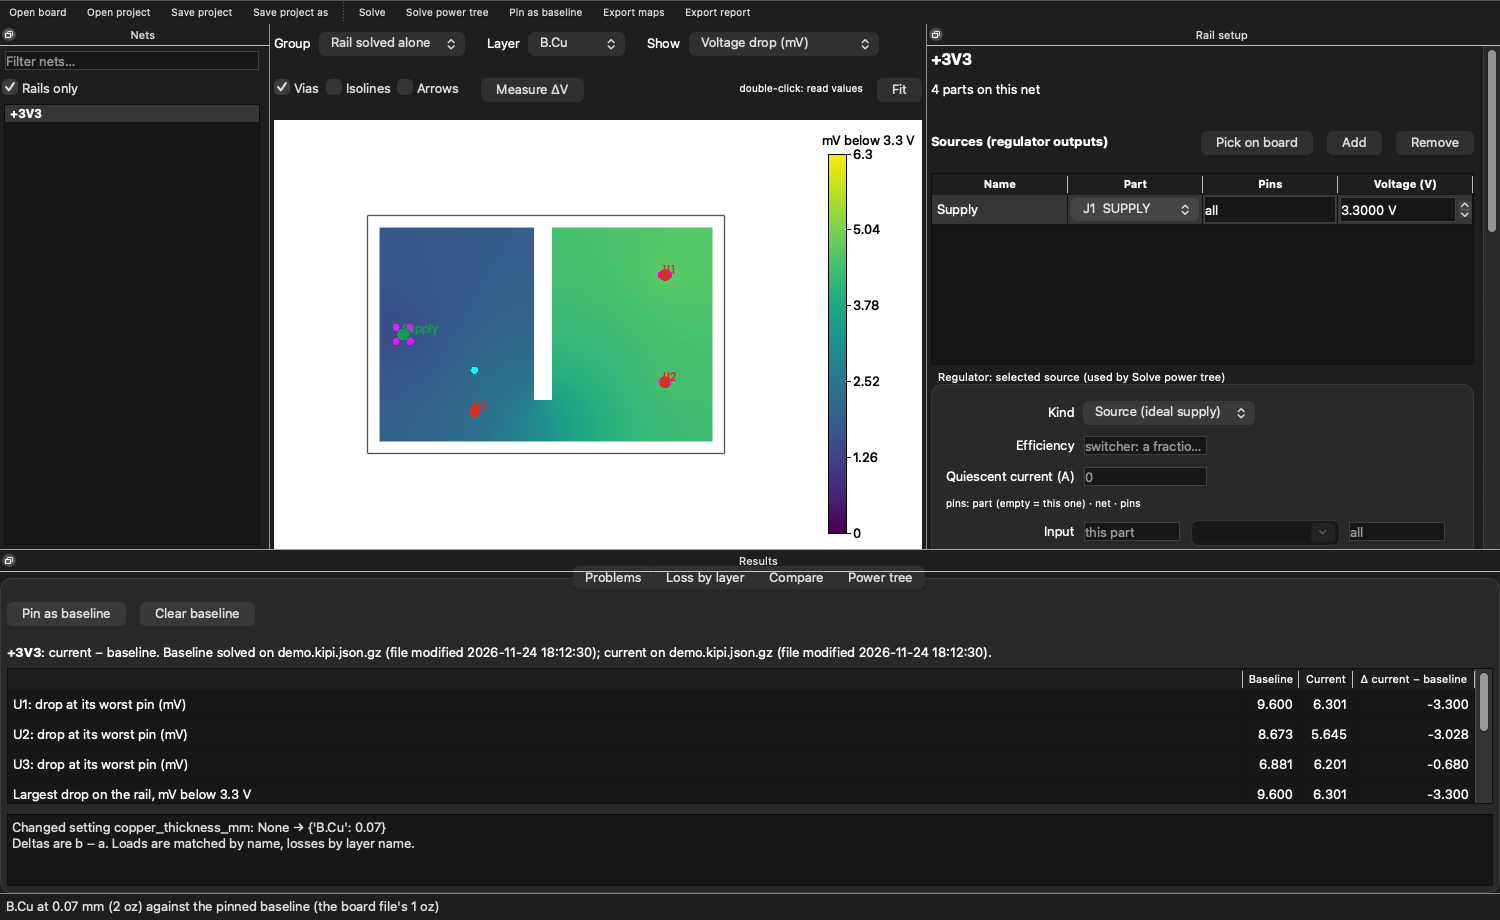 Open board Open project Save project Save project as Solve Solve power tree Pin as baseline Export maps Export report
Nets
Filter nets...
Rails only
+3V3
Group Rail solved alone Layer B.Cu Show Voltage drop (mV)
Vias Isolines Arrows Measure ΔV double-click: read values Fit
mV below 3.3 V
6.3
5.04
3.78
2.52
1.26
0
U1
U2
Rail setup
+3V3
4 parts on this net
Sources (regulator outputs) Pick on board Add Remove
Name Part Pins Voltage (V)
Supply J1 SUPPLY all 3.3000 V
Regulator: selected source (used by Solve power tree)
Kind Source (ideal supply)
Efficiency switcher: a fractio...
Quiescent current (A) 0
pins: part (empty = this one) · net · pins
Input this part all
Results
Problems Loss by layer Compare Power tree
Pin as baseline Clear baseline
+3V3: current − baseline. Baseline solved on demo.kipi.json.gz (file modified 2026-11-24 18:12:30); current on demo.kipi.json.gz (file modified 2026-11-24 18:12:30).
Baseline Current Δ current − baseline
U1: drop at its worst pin (mV) 9.600 6.301 -3.300
U2: drop at its worst pin (mV) 8.673 5.645 -3.028
U3: drop at its worst pin (mV) 6.881 6.201 -0.680
Largest drop on the rail, mV below 3.3 V 9.600 6.301 -3.300
Changed setting copper_thickness_mm: None → {'B.Cu': 0.07}
Deltas are b − a. Loads are matched by name, losses by layer name.
B.Cu at 0.07 mm (2 oz) against the pinned baseline (the board file's 1 oz)